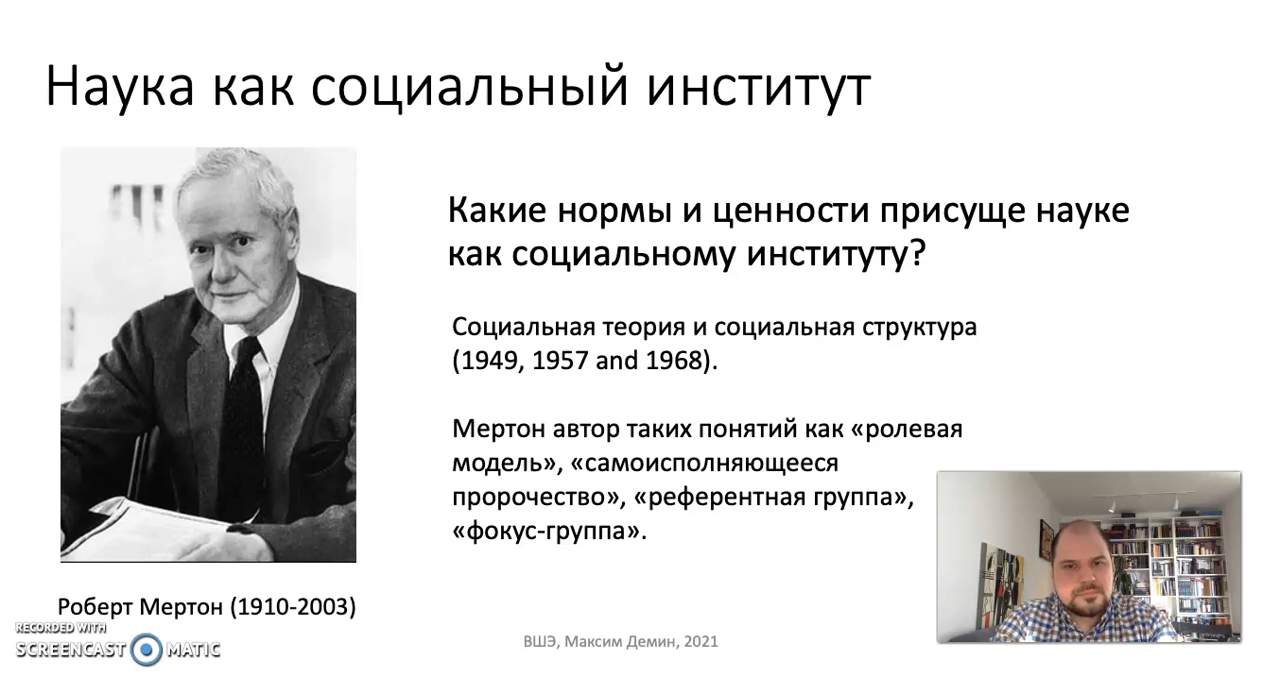 Наука как социальный институт
Какие нормы и ценности присуще науке
как социальному институту?
Социальная теория и социальная структура
(1949, 1957 and 1968).
Мертон автор таких понятий как «ролевая
модель», «самоисполняющееся
пророчество», «референтная группа»,
«фокус-группа».
Роберт Мертон (1910-2003)
RECORDED WITH
SCREENCAST MATIC
ВШЭ, Максим Демин, 2021